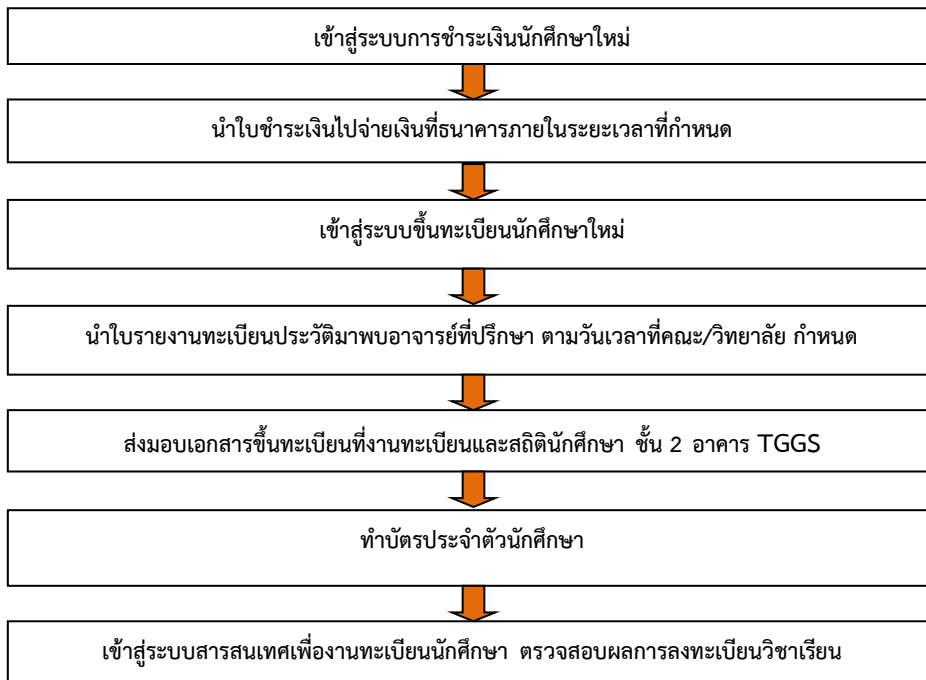 เข้าสู่ระบบการชำระเงินนักศึกษาใหม่
นำใบชำระเงินไปจ่ายเงินที่ธนาคารภายในระยะเวลาที่กำหนด
เข้าสู่ระบบขึ้นทะเบียนนักศึกษาใหม่
นำใบรายงานทะเบียนประวัติมาพบอาจารย์ที่ปรึกษา ตามวันเวลาที่คณะ/วิทยาลัย กำหนด
ส่งมอบเอกสารขึ้นทะเบียนที่งานทะเบียนและสถิตินักศึกษา ชั้น 2 อาคาร TGGS
ทำบัตรประจำตัวนักศึกษา
เข้าสู่ระบบสารสนเทศเพื่องานทะเบียนนักศึกษา ตรวจสอบผลการลงทะเบียนวิชาเรียน